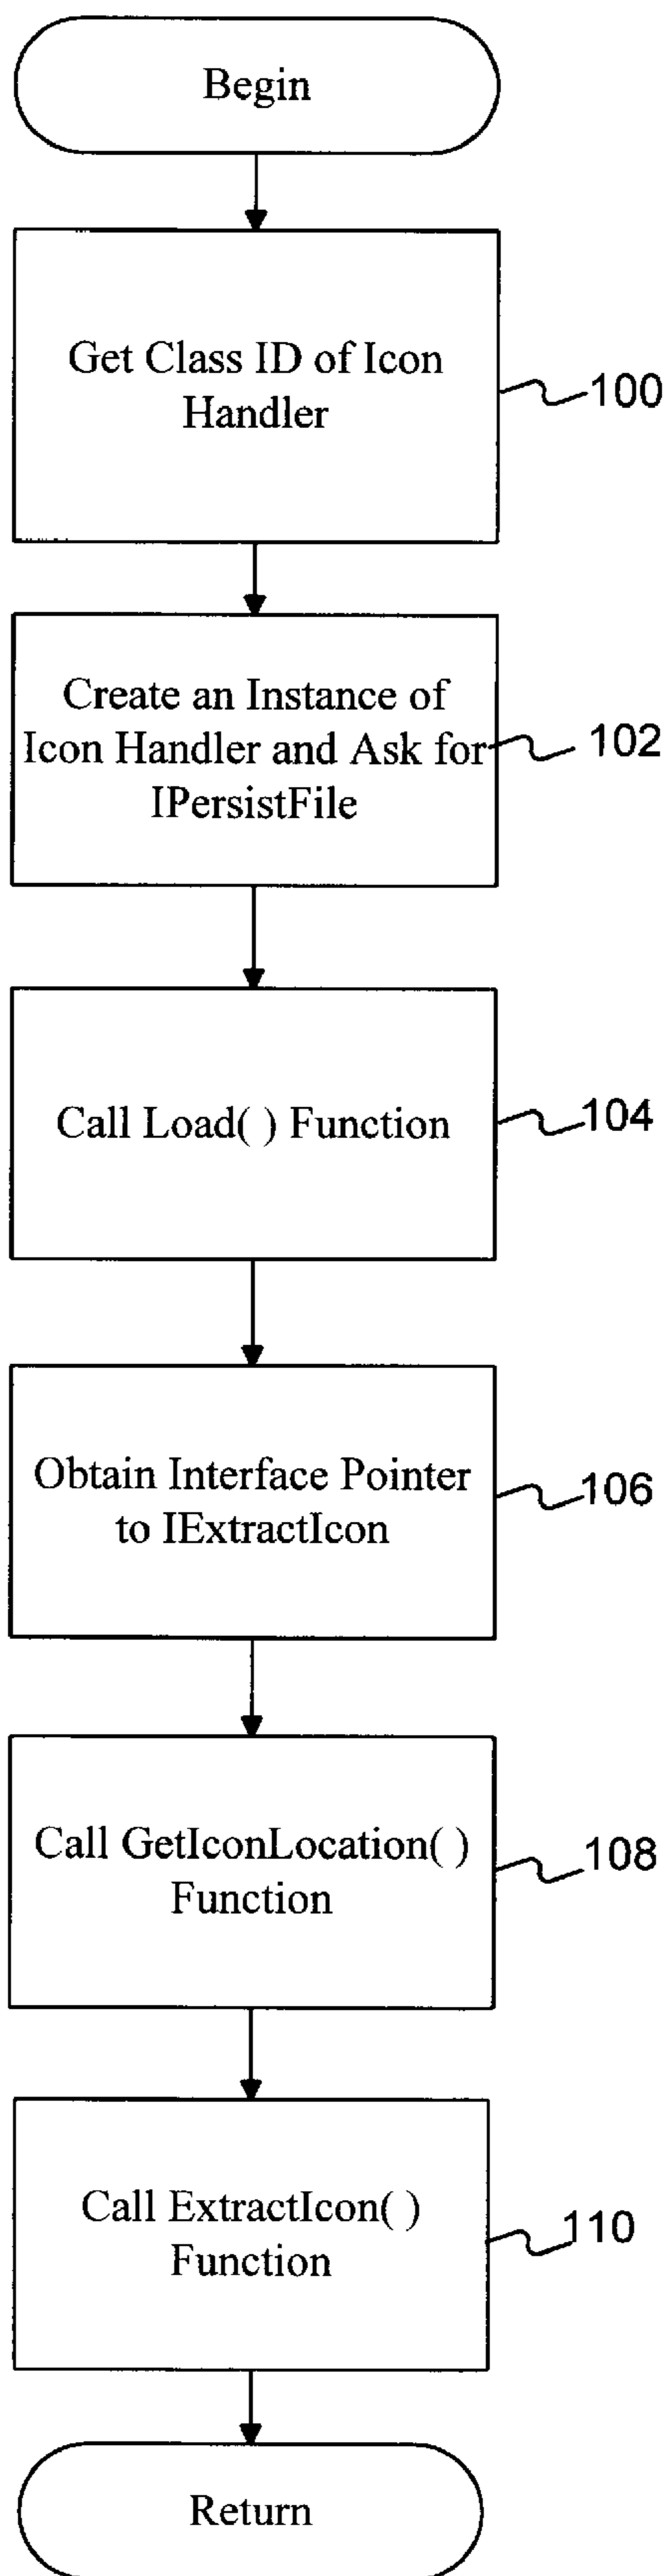 Begin
Get Class ID of Icon
Handler
100
Create an Instance of
Icon Handler and Ask for
IPersistFile
102
Call Load( ) Function
104
Obtain Interface Pointer
to IExtractIcon
106
Call GetIconLocation( )
Function
108
Call ExtractIcon( )
Function
110
Return